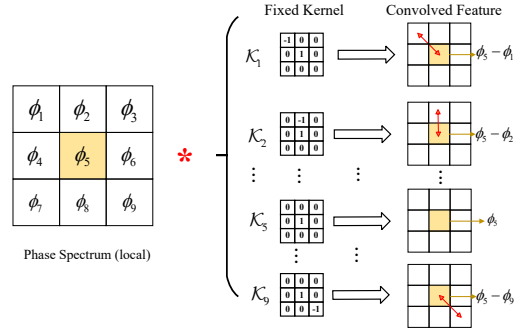 Fixed Kernel
Convolved Feature
𝒦₁
-1 0 0
0 1 0
0 0 0
ϕ₅ − ϕ₁
ϕ₁ ϕ₂ ϕ₃
ϕ₄ ϕ₅ ϕ₆
ϕ₇ ϕ₈ ϕ₉
*
𝒦₂
0 -1 0
0 1 0
0 0 0
ϕ₅ − ϕ₂
⋮ ⋮ ⋮ ⋮
𝒦₅
0 0 0
0 1 0
0 0 0
ϕ₅
⋮ ⋮
𝒦₉
0 0 0
0 1 0
0 0 -1
ϕ₅ − ϕ₉
Phase Spectrum (local)